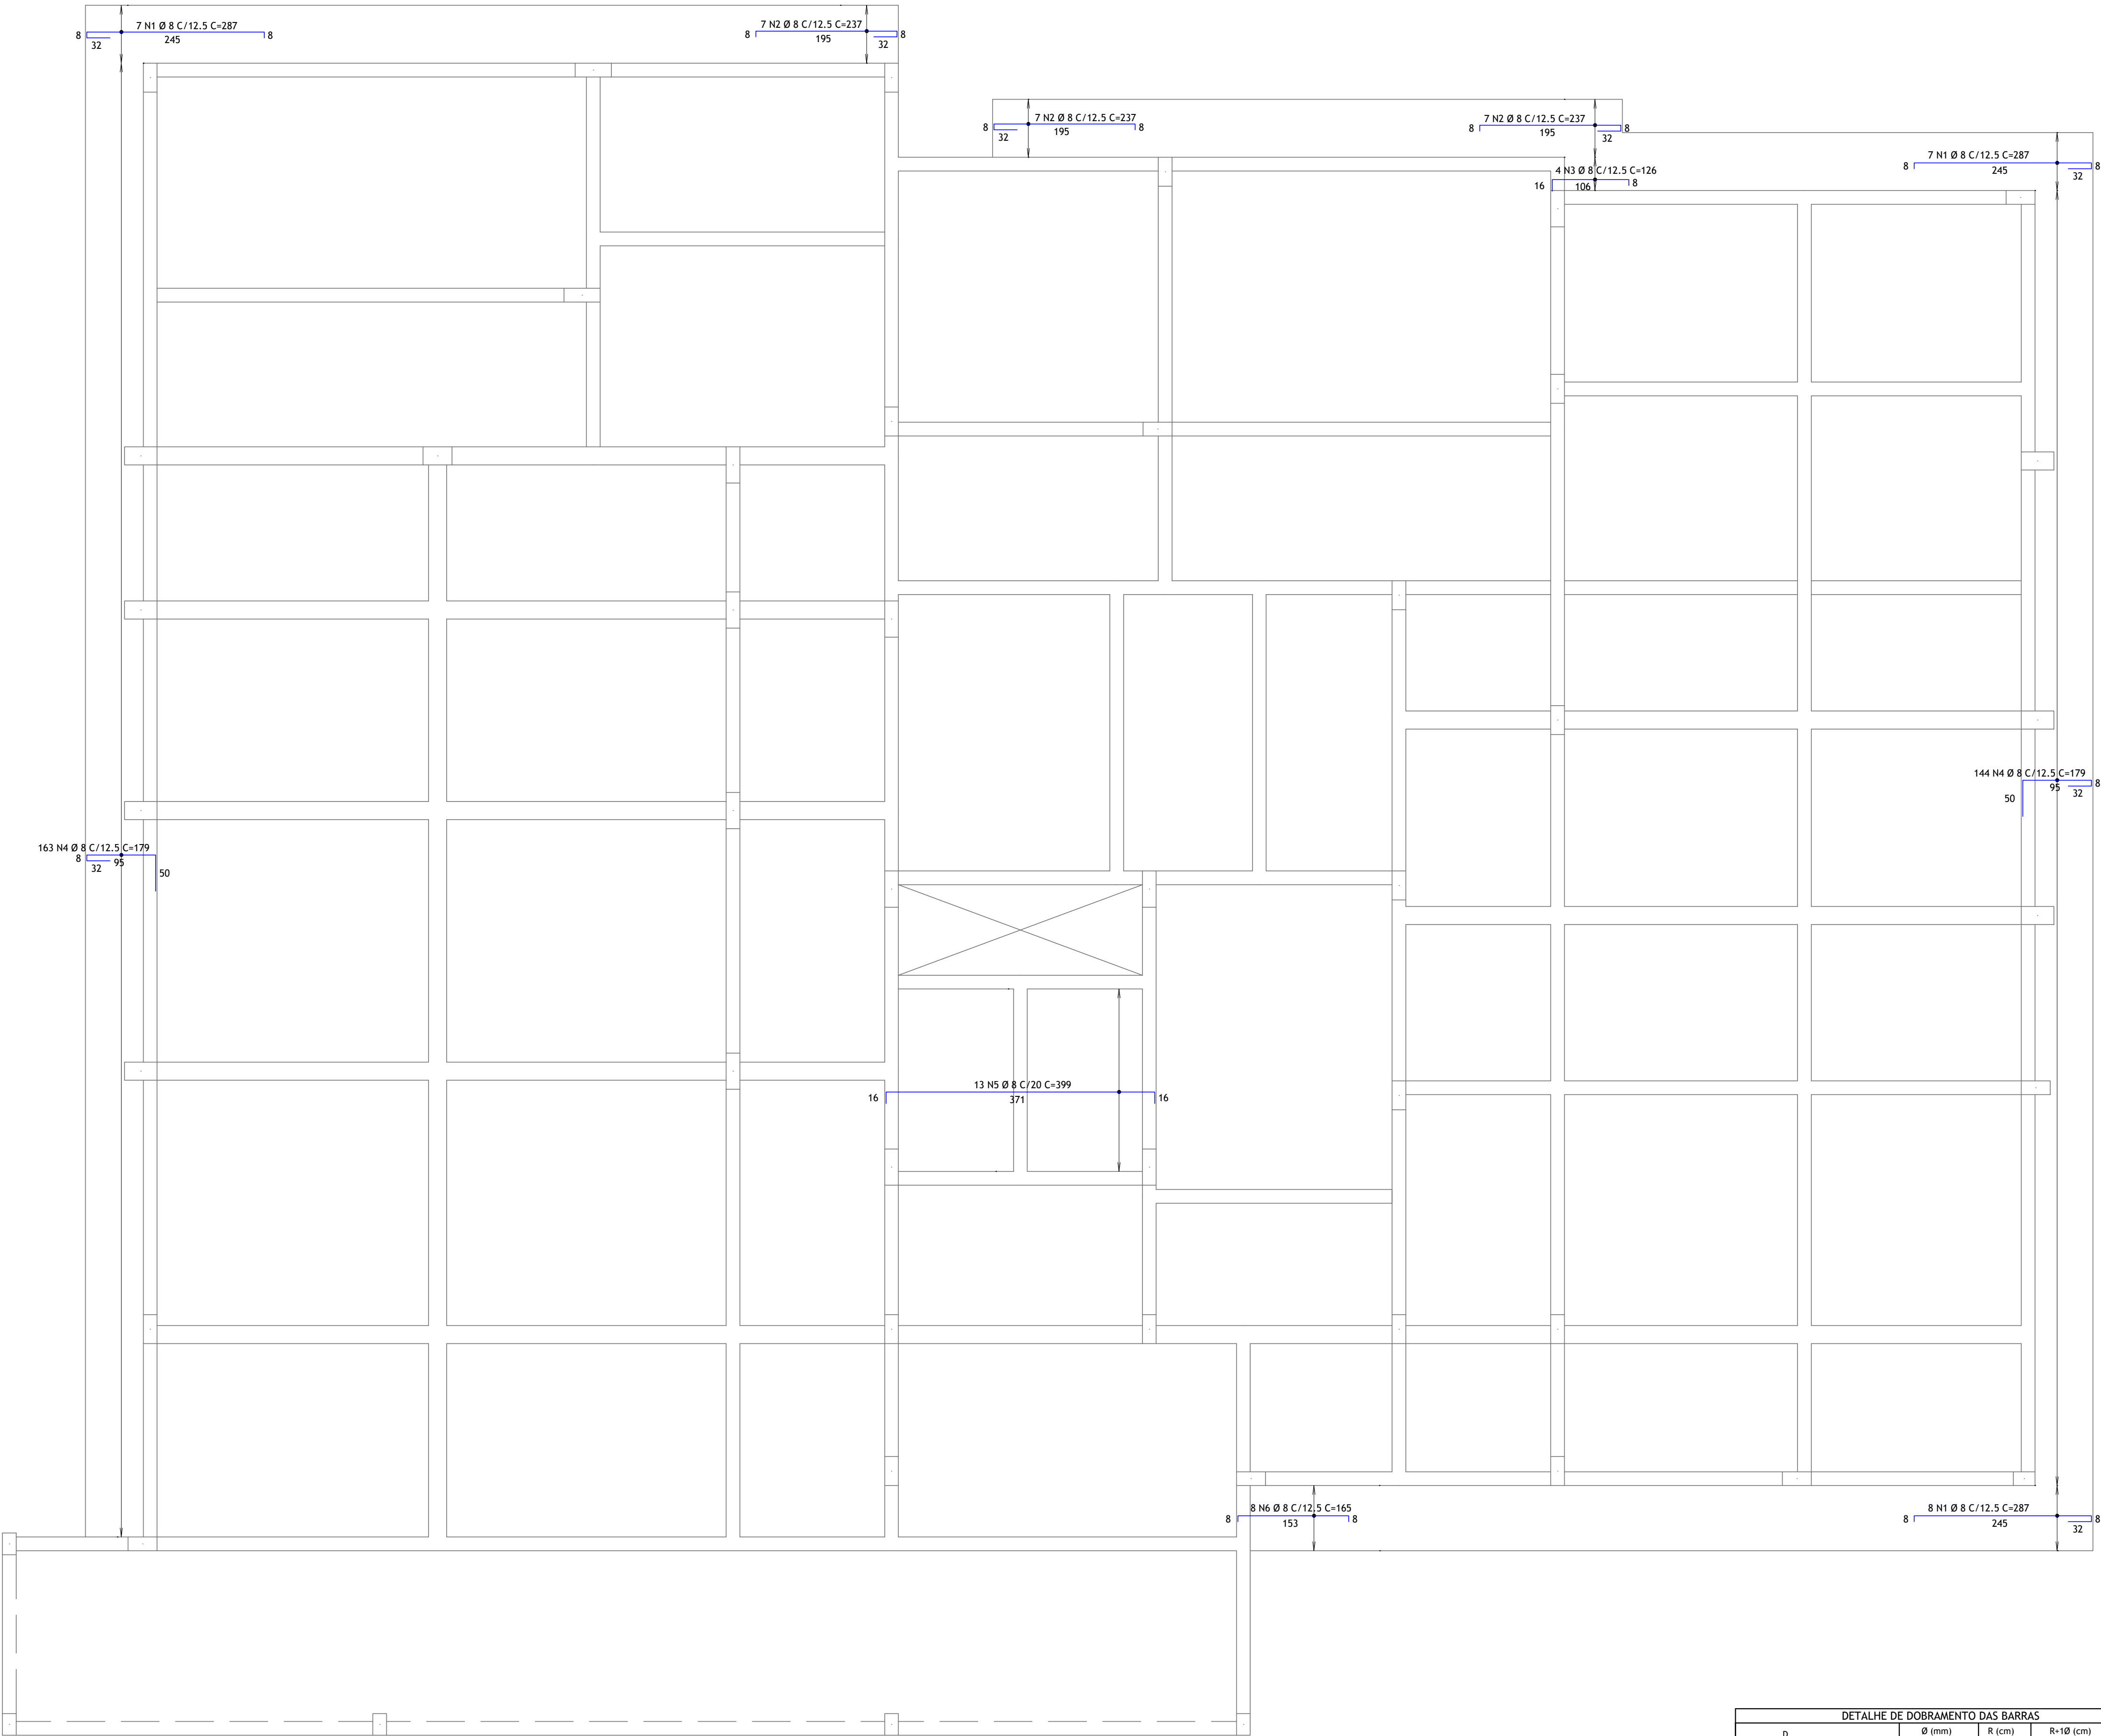 7 N1 Ø 8 C/12.5 C=287
8
245
8
32
7 N2 Ø 8 C/12.5 C=237
8
195
8
32
7 N2 Ø 8 C/12.5 C=237
8
195
8
32
7 N2 Ø 8 C/12.5 C=237
8
195
8
32
7 N1 Ø 8 C/12.5 C=287
8
245
8
32
4 N3 Ø 8 C/12.5 C=126
16
106
8
144 N4 Ø 8 C/12.5 C=179
95
8
32
50
163 N4 Ø 8 C/12.5 C=179
8
95
32
50
13 N5 Ø 8 C/20 C=399
16
371
16
8 N6 Ø 8 C/12.5 C=165
8
153
8
8 N1 Ø 8 C/12.5 C=287
8
245
8
32
DETALHE DE DOBRAMENTO DAS BARRAS
D
Ø (mm)
R (cm)
R+1Ø (cm)